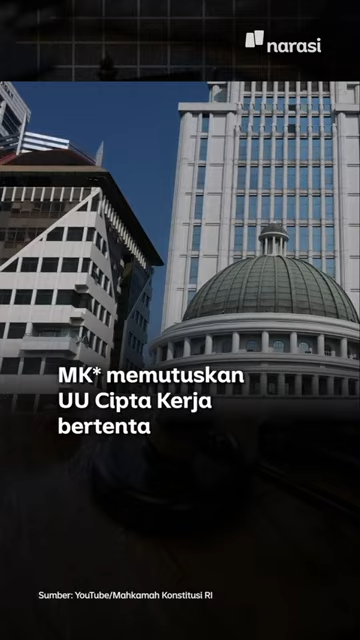 narasi
MK* memutuskan
UU Cipta Kerja
bertenta
Sumber: YouTube/Mahkamah Konstitusi RI